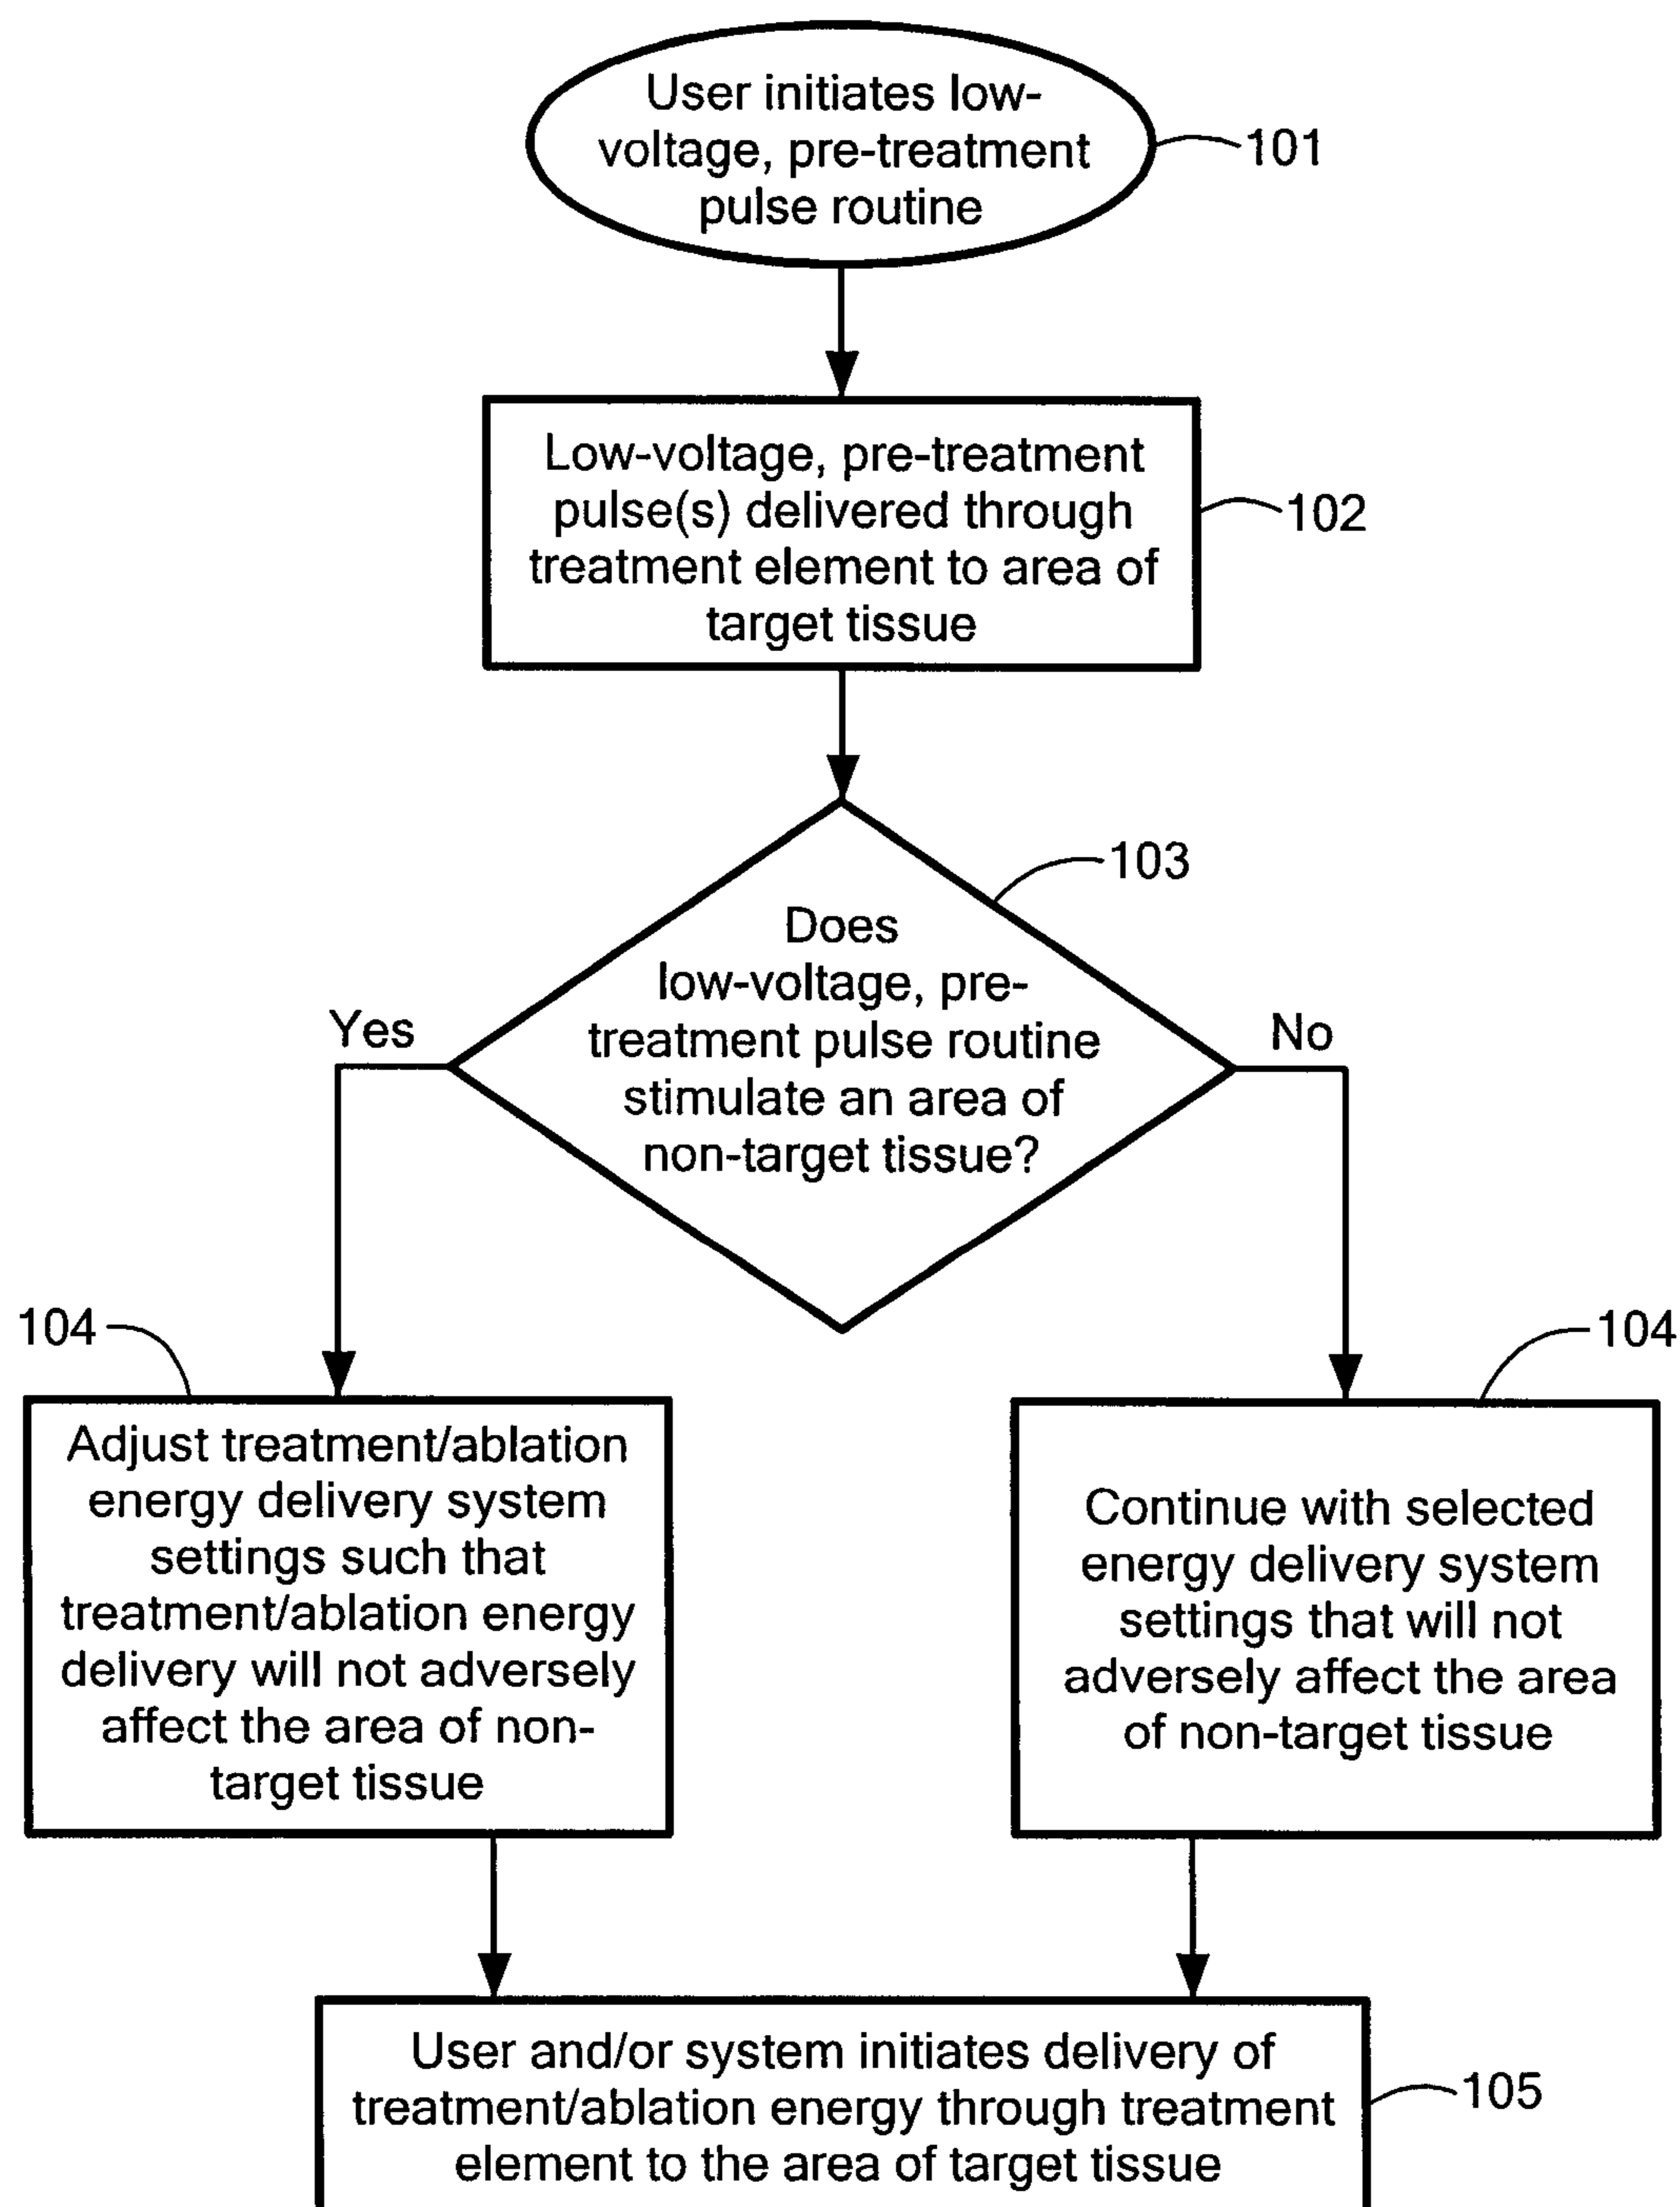 User initiates low-
voltage, pre-treatment
pulse routine
101
Low-voltage, pre-treatment
pulse(s) delivered through
treatment element to area of
target tissue
102
103
Does
low-voltage, pre-
treatment pulse routine
stimulate an area of
non-target tissue?
Yes
No
104
Adjust treatment/ablation
energy delivery system
settings such that
treatment/ablation energy
delivery will not adversely
affect the area of non-
target tissue
104
Continue with selected
energy delivery system
settings that will not
adversely affect the area
of non-target tissue
User and/or system initiates delivery of
treatment/ablation energy through treatment
element to the area of target tissue
105